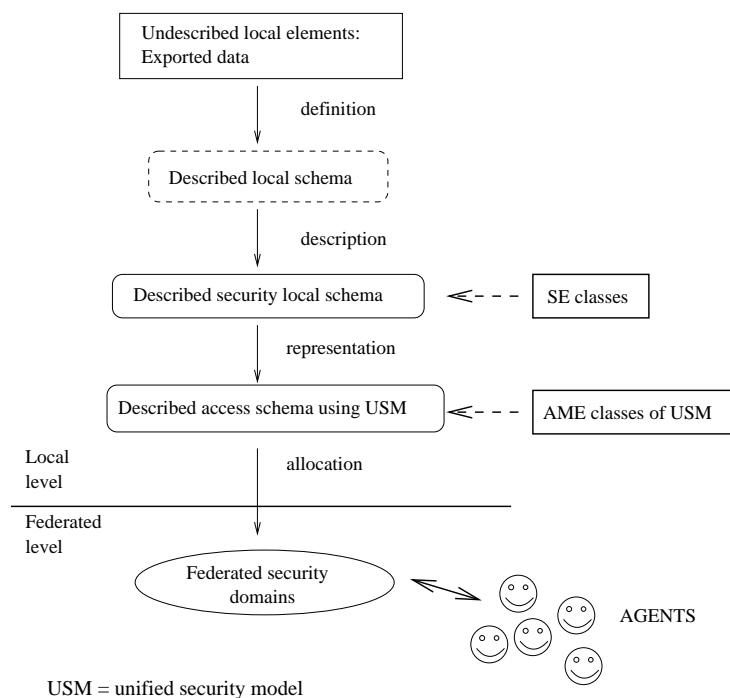 Undescribed local elements:
Exported data
definition
Described local schema
description
Described security local schema
SE classes
representation
Described access schema using USM
AME classes of USM
Local
level
allocation
Federated
level
Federated security
domains
AGENTS
USM = unified security model